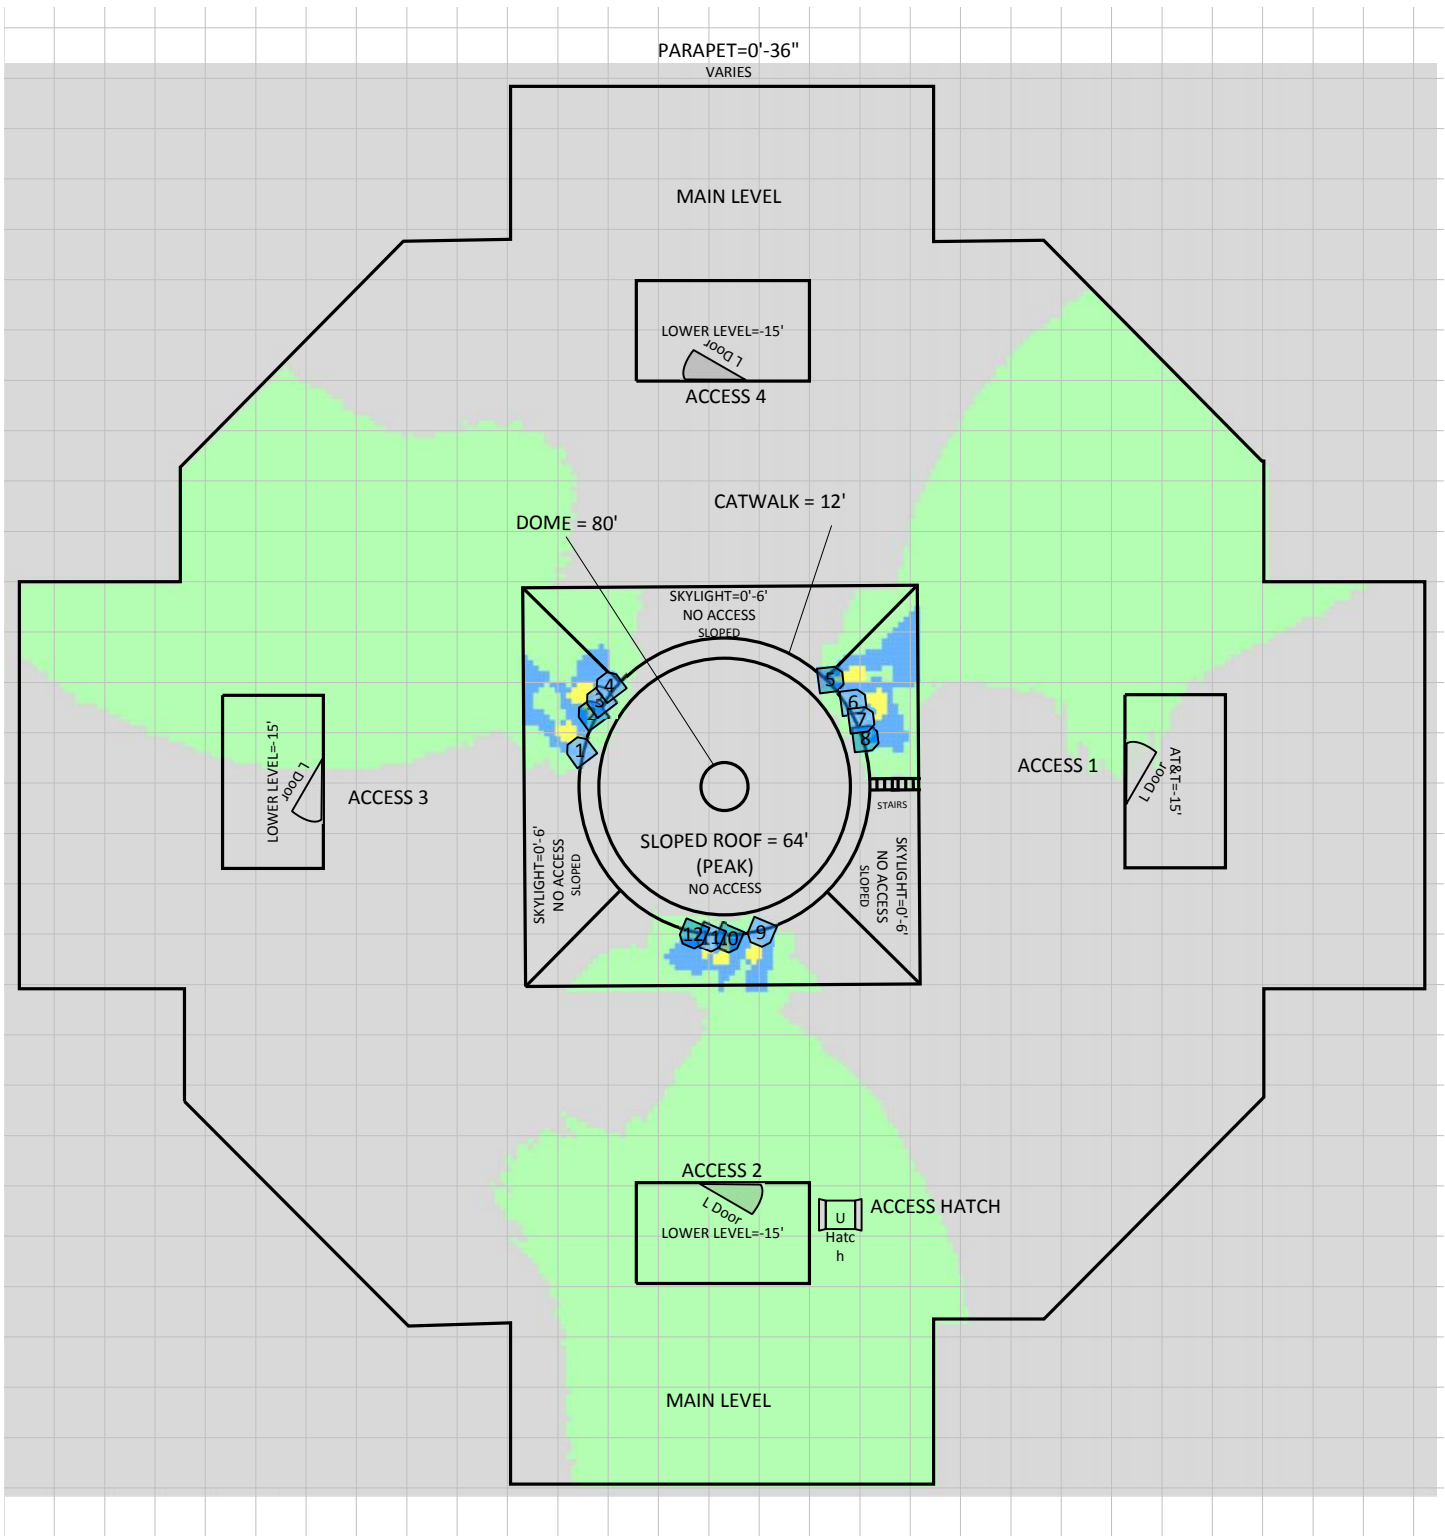 PARAPET=0'-36"
VARIES
MAIN LEVEL
LOWER LEVEL=-15'
L Door
ACCESS 4
CATWALK = 12'
DOME = 80'
SKYLIGHT=0'-6'
NO ACCESS
SLOPED
4
3
2
1
5
6
7
8
LOWER LEVEL=-15'
L Door
ACCESS 3
ACCESS 1
L Door
AT&T=-15'
STAIRS
SLOPED ROOF = 64'
(PEAK)
NO ACCESS
SKYLIGHT=0'-6'
NO ACCESS
SLOPED
SKYLIGHT=0'-6'
NO ACCESS
SLOPED
12
11
10
9
ACCESS 2
L Door
LOWER LEVEL=-15'
U
Hatc
h
ACCESS HATCH
MAIN LEVEL